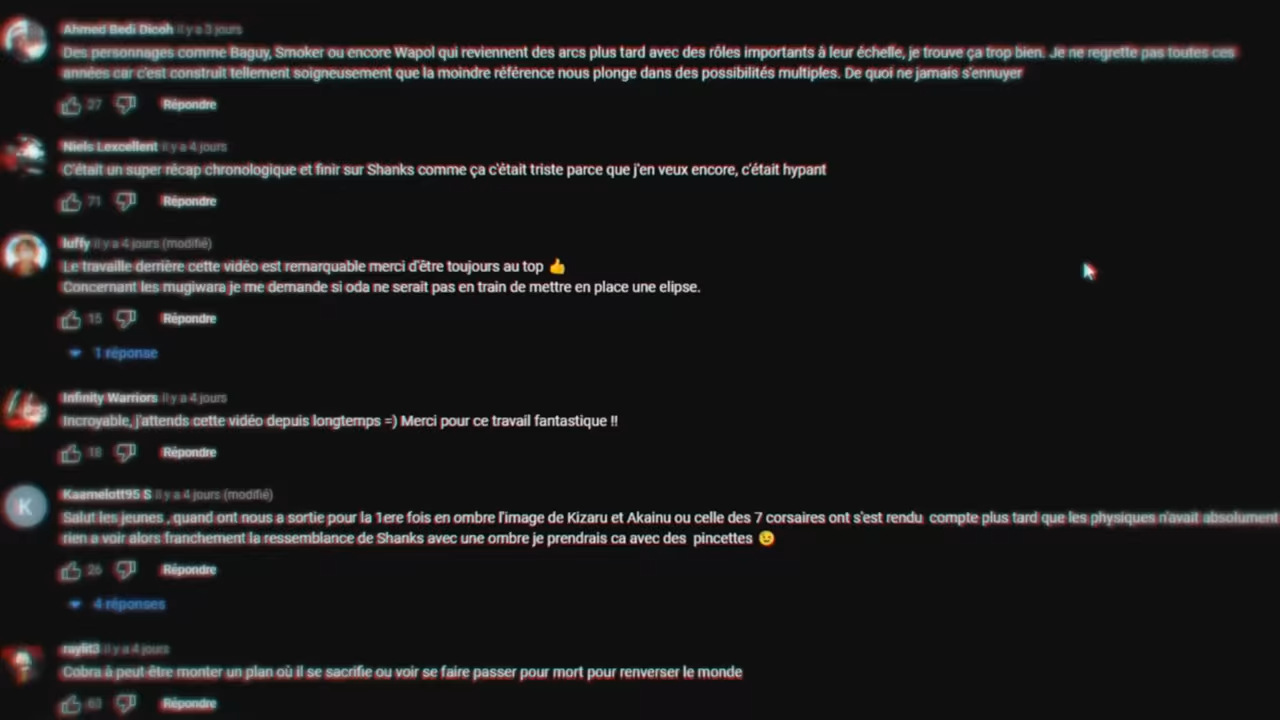 Ahmed Bedi Dicoh il y a 3 jours
Des personnages comme Baguy, Smoker ou encore Wapol qui reviennent des arcs plus tard avec des rôles importants à leur échelle, je trouve ça trop bien. Je ne regrette pas toutes ces
années car c'est construit tellement soigneusement que la moindre référence nous plonge dans des possibilités multiples. De quoi ne jamais s'ennuyer
37 Répondre
Niels Lexcellent il y a 4 jours
C'était un super récap chronologique et finir sur Shanks comme ça c'était triste parce que j'en veux encore, c'était hypant
71 Répondre
luffy il y a 4 jours (modifié)
Le travaille derrière cette vidéo est remarquable merci d'être toujours au top 👍
Concernant les mugiwara je me demande si oda ne serait pas en train de mettre en place une elipse.
15 Répondre
1 réponse
Infinity Warriors il y a 4 jours
Incroyable, j'attends cette vidéo depuis longtemps =) Merci pour ce travail fantastique !!
18 Répondre
K
Kaamelott95 S il y a 4 jours (modifié)
Salut les jeunes , quand ont nous a sortie pour la 1ere fois en ombre l'image de Kizaru et Akainu ou celle des 7 corsaires ont s'est rendu compte plus tard que les physiques n'avait absolument
rien a voir alors franchement la ressemblance de Shanks avec une ombre je prendrais ca avec des pincettes 😉
26 Répondre
4 réponses
il y a 4 jours
Cobra à peut-être monter un plan où il se sacrifie ou voir se faire passer pour mort pour renverser le monde
Répondre